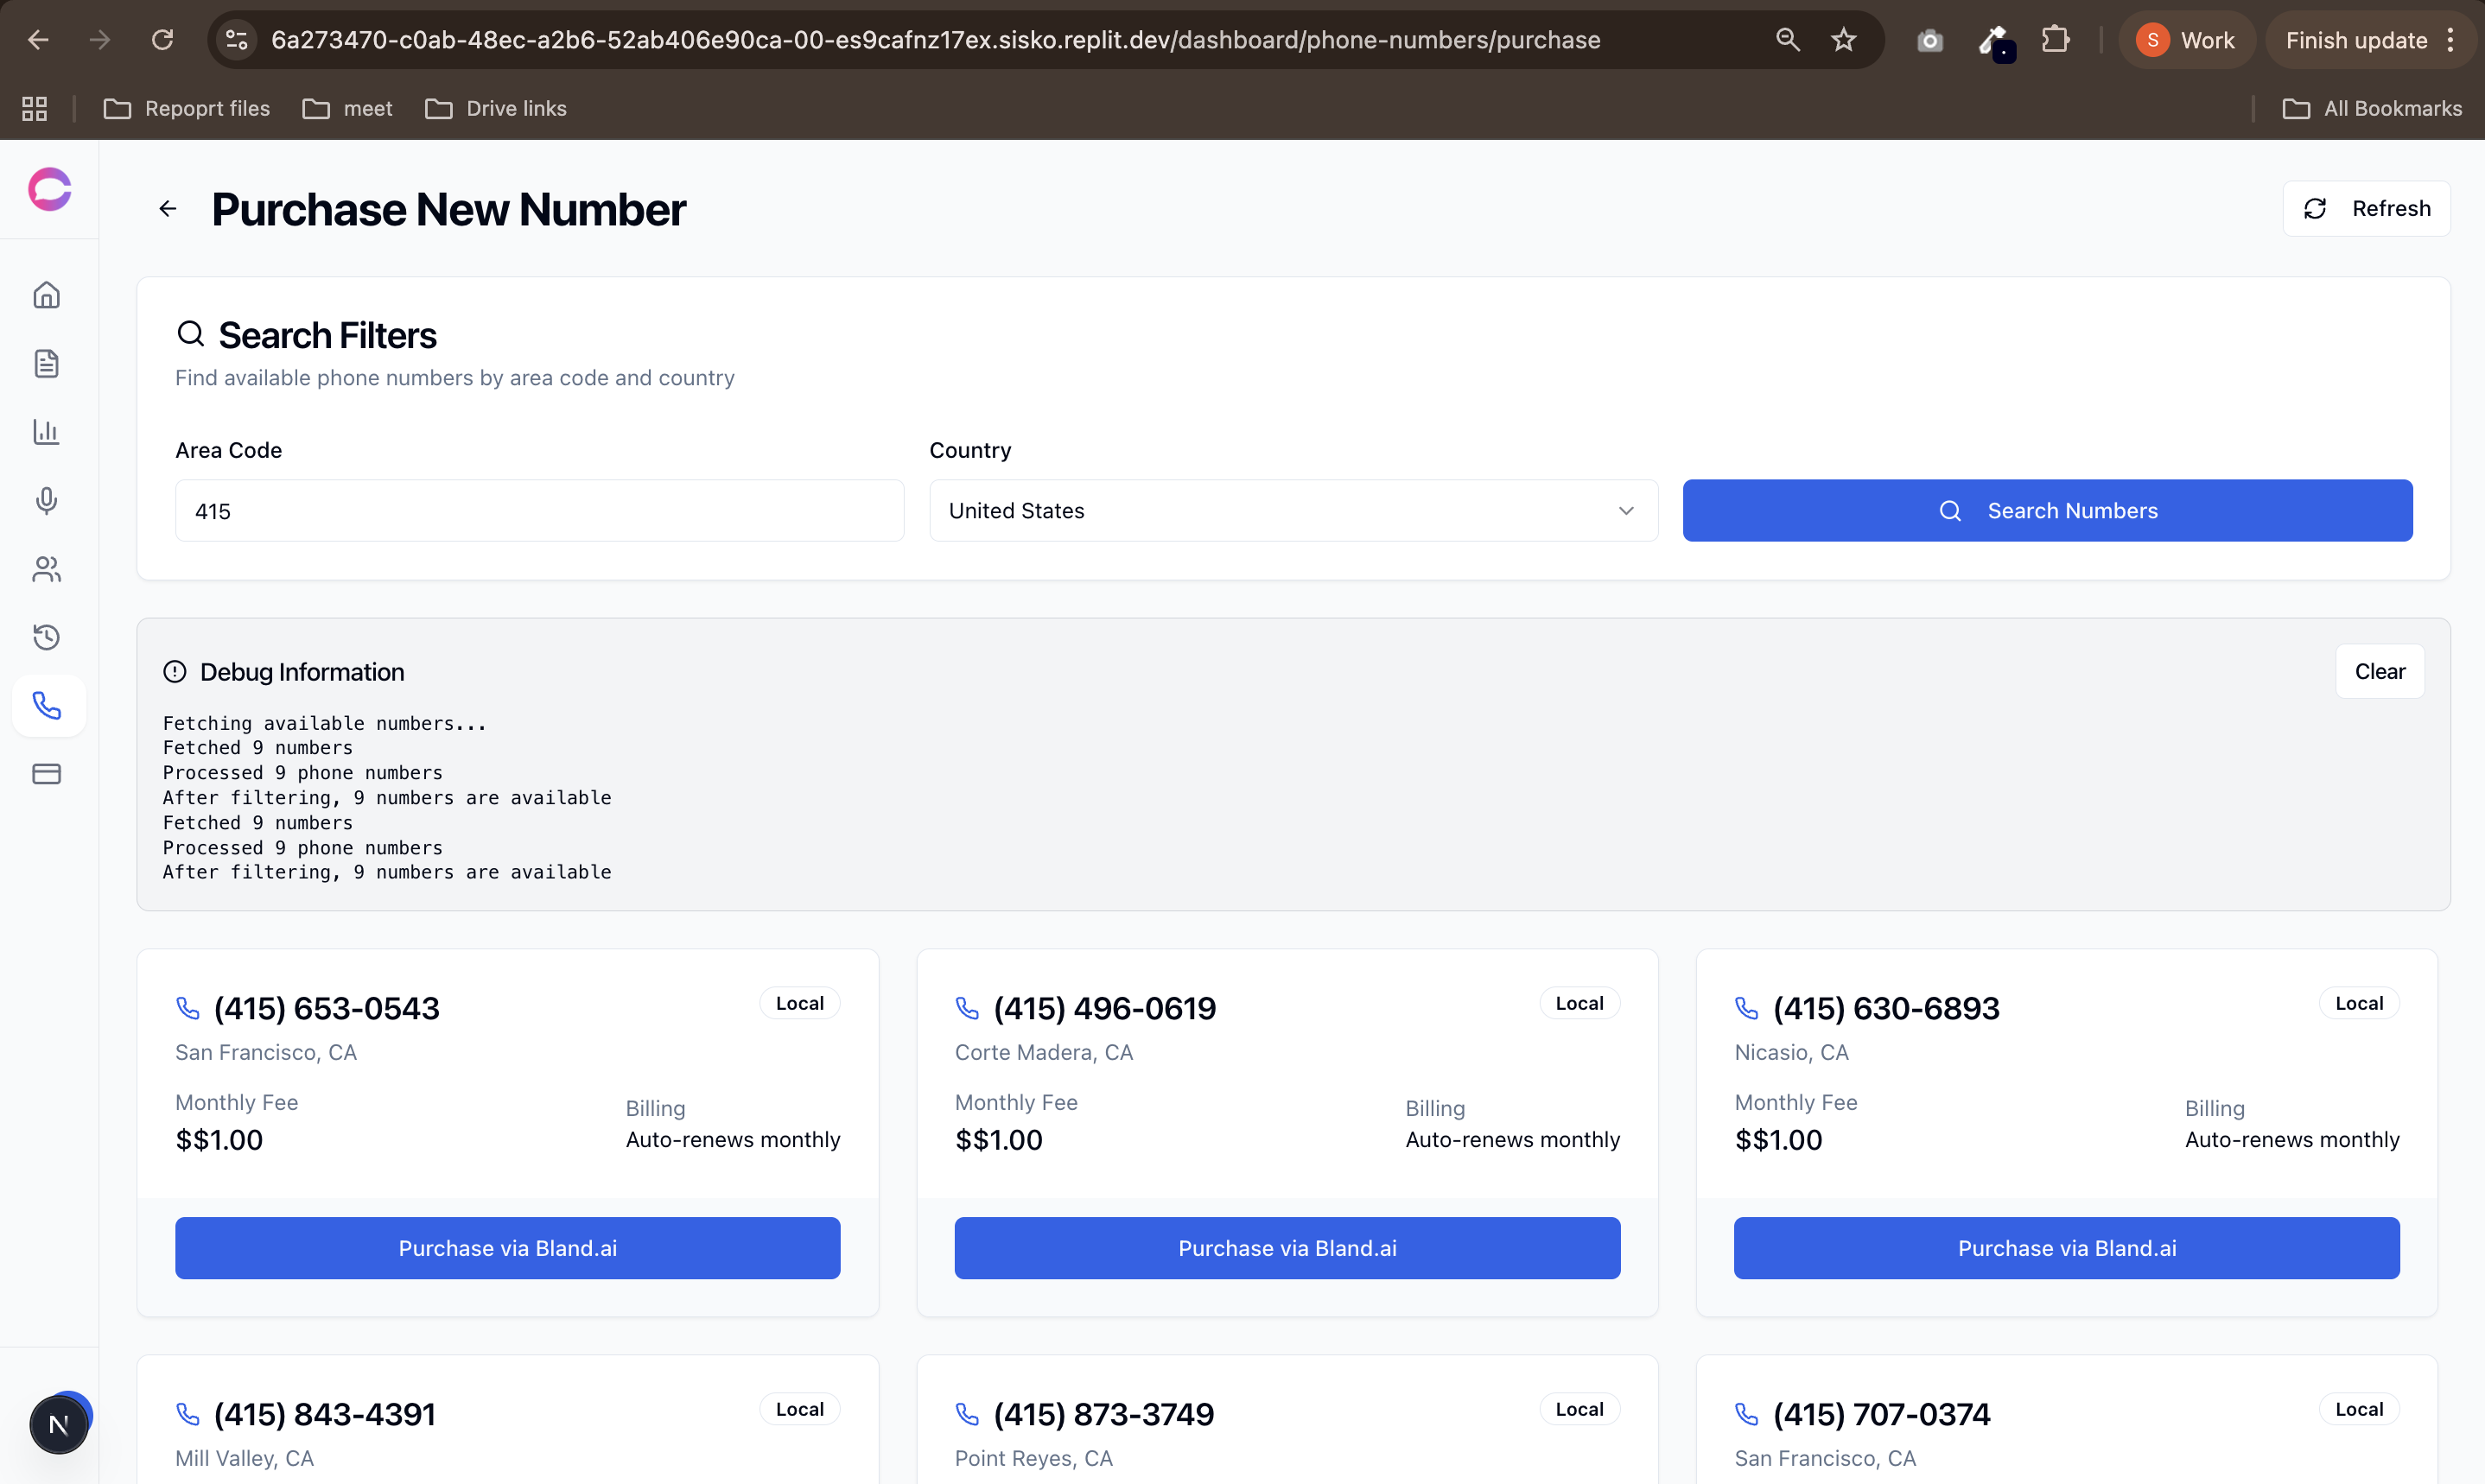 6a273470-c0ab-48ec-a2b6-52ab406e90ca-00-es9cafnz17ex.sisko.replit.dev/dashboard/phone-numbers/purchase
S Work
Finish update
Repoprt files
meet
Drive links
All Bookmarks
Purchase New Number
Refresh
Search Filters
Find available phone numbers by area code and country
Area Code
Country
415
United States
Search Numbers
Debug Information
Clear
Fetching available numbers...
Fetched 9 numbers
Processed 9 phone numbers
After filtering, 9 numbers are available
Fetched 9 numbers
Processed 9 phone numbers
After filtering, 9 numbers are available
(415) 653-0543
Local
San Francisco, CA
Monthly Fee
Billing
$$1.00
Auto-renews monthly
Purchase via Bland.ai
(415) 496-0619
Local
Corte Madera, CA
Monthly Fee
Billing
$$1.00
Auto-renews monthly
Purchase via Bland.ai
(415) 630-6893
Local
Nicasio, CA
Monthly Fee
Billing
$$1.00
Auto-renews monthly
Purchase via Bland.ai
(415) 843-4391
Local
Mill Valley, CA
(415) 873-3749
Local
Point Reyes, CA
(415) 707-0374
Local
San Francisco, CA
N